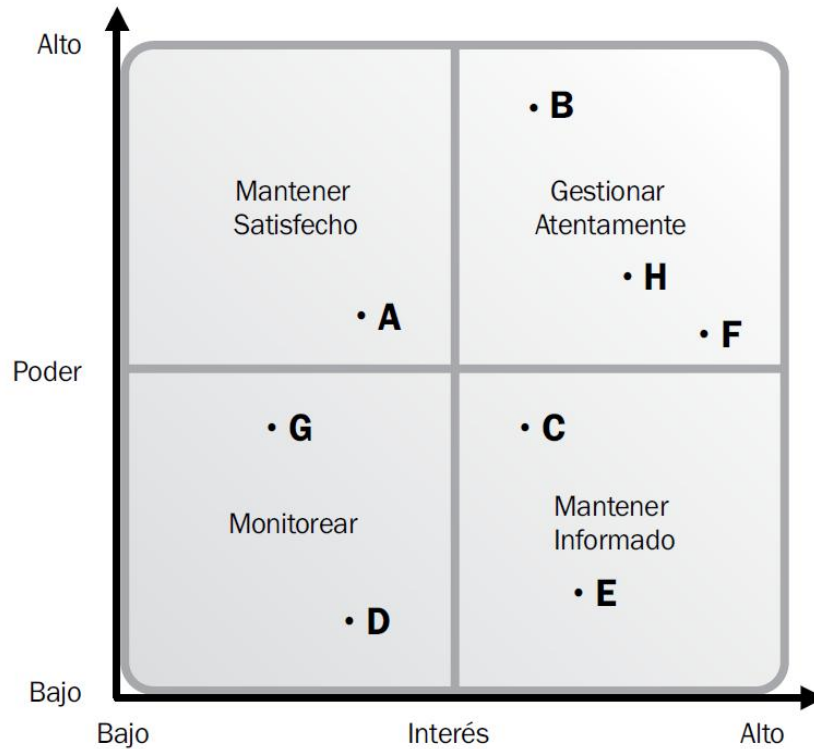 Alto
B
Mantener
Satisfecho
Gestionar
Atentamente
H
A
F
Poder
G
C
Mantener
Informado
Monitorear
E
D
Bajo
Bajo
Interés
Alto